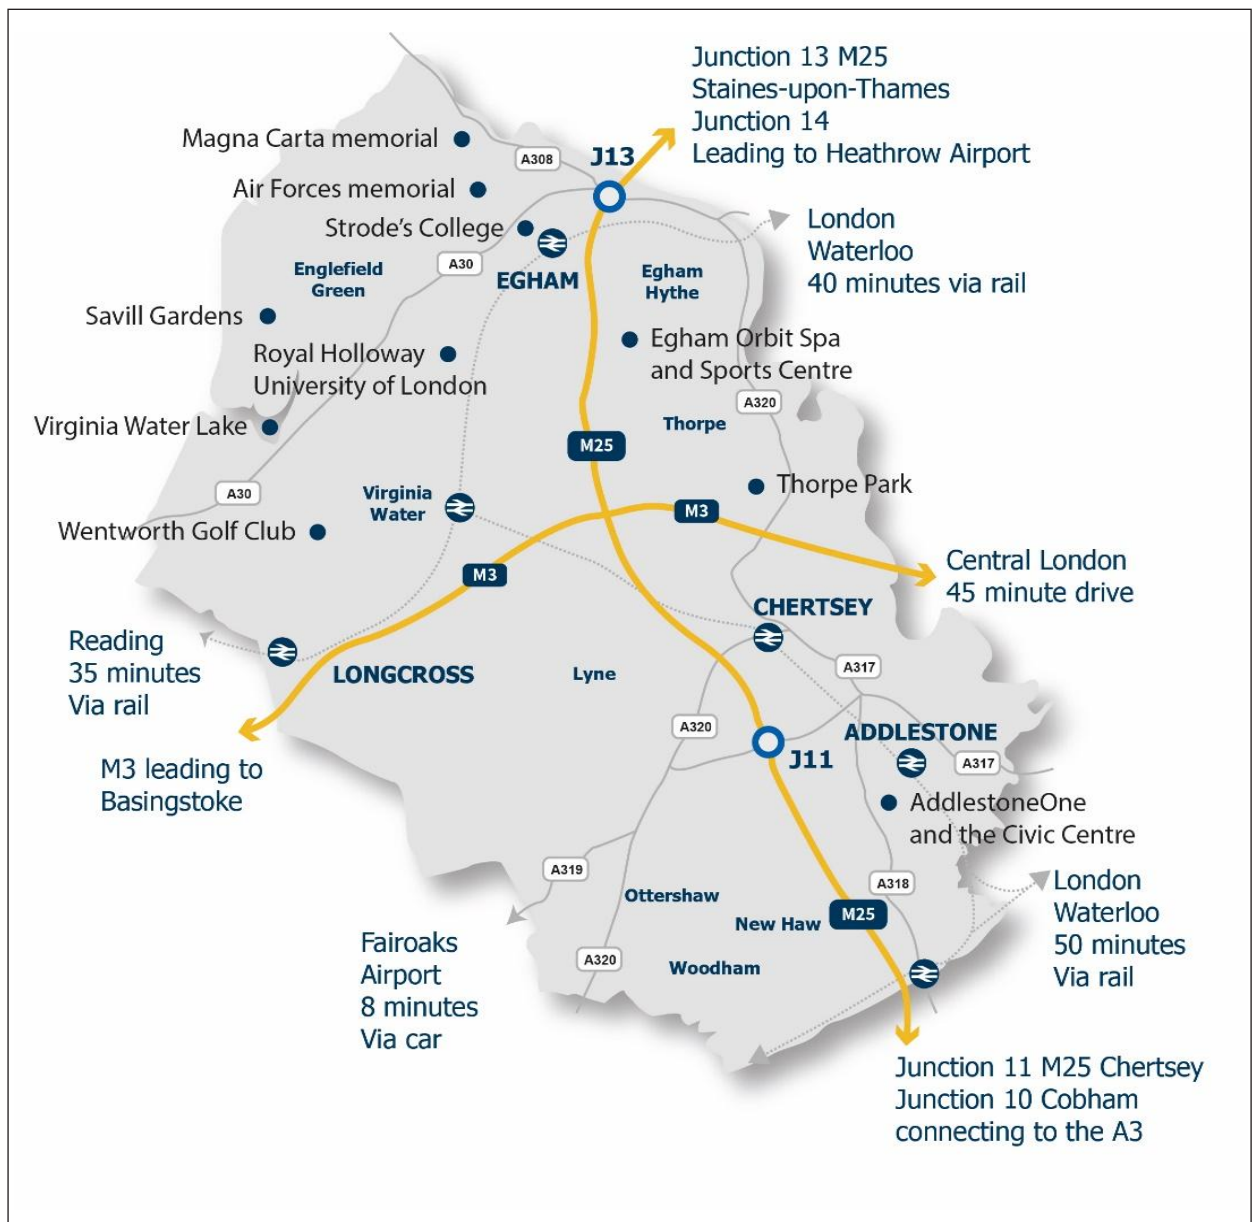 Junction 13 M25
Staines-upon-Thames
Junction 14
Leading to Heathrow Airport
Magna Carta memorial
A308
J13
Air Forces memorial
Strode's College
London
Waterloo
40 minutes via rail
A30
EGHAM
Englefield
Green
Egham
Hythe
Savill Gardens
Egham Orbit Spa
and Sports Centre
Royal Holloway
University of London
A320
Virginia Water Lake
Thorpe
M25
Thorpe Park
A30
Virginia
Water
M3
Wentworth Golf Club
Central London
45 minute drive
M3
CHERTSEY
Reading
35 minutes
Via rail
LONGCROSS
Lyne
A317
A320
ADDLESTONE
J11
A317
M3 leading to
Basingstoke
AddlestoneOne
and the Civic Centre
A319
A318
London
Waterloo
50 minutes
Via rail
Ottershaw
New Haw
M25
Fairoaks
Airport
8 minutes
Via car
A320
Woodham
Junction 11 M25 Chertsey
Junction 10 Cobham
connecting to the A3